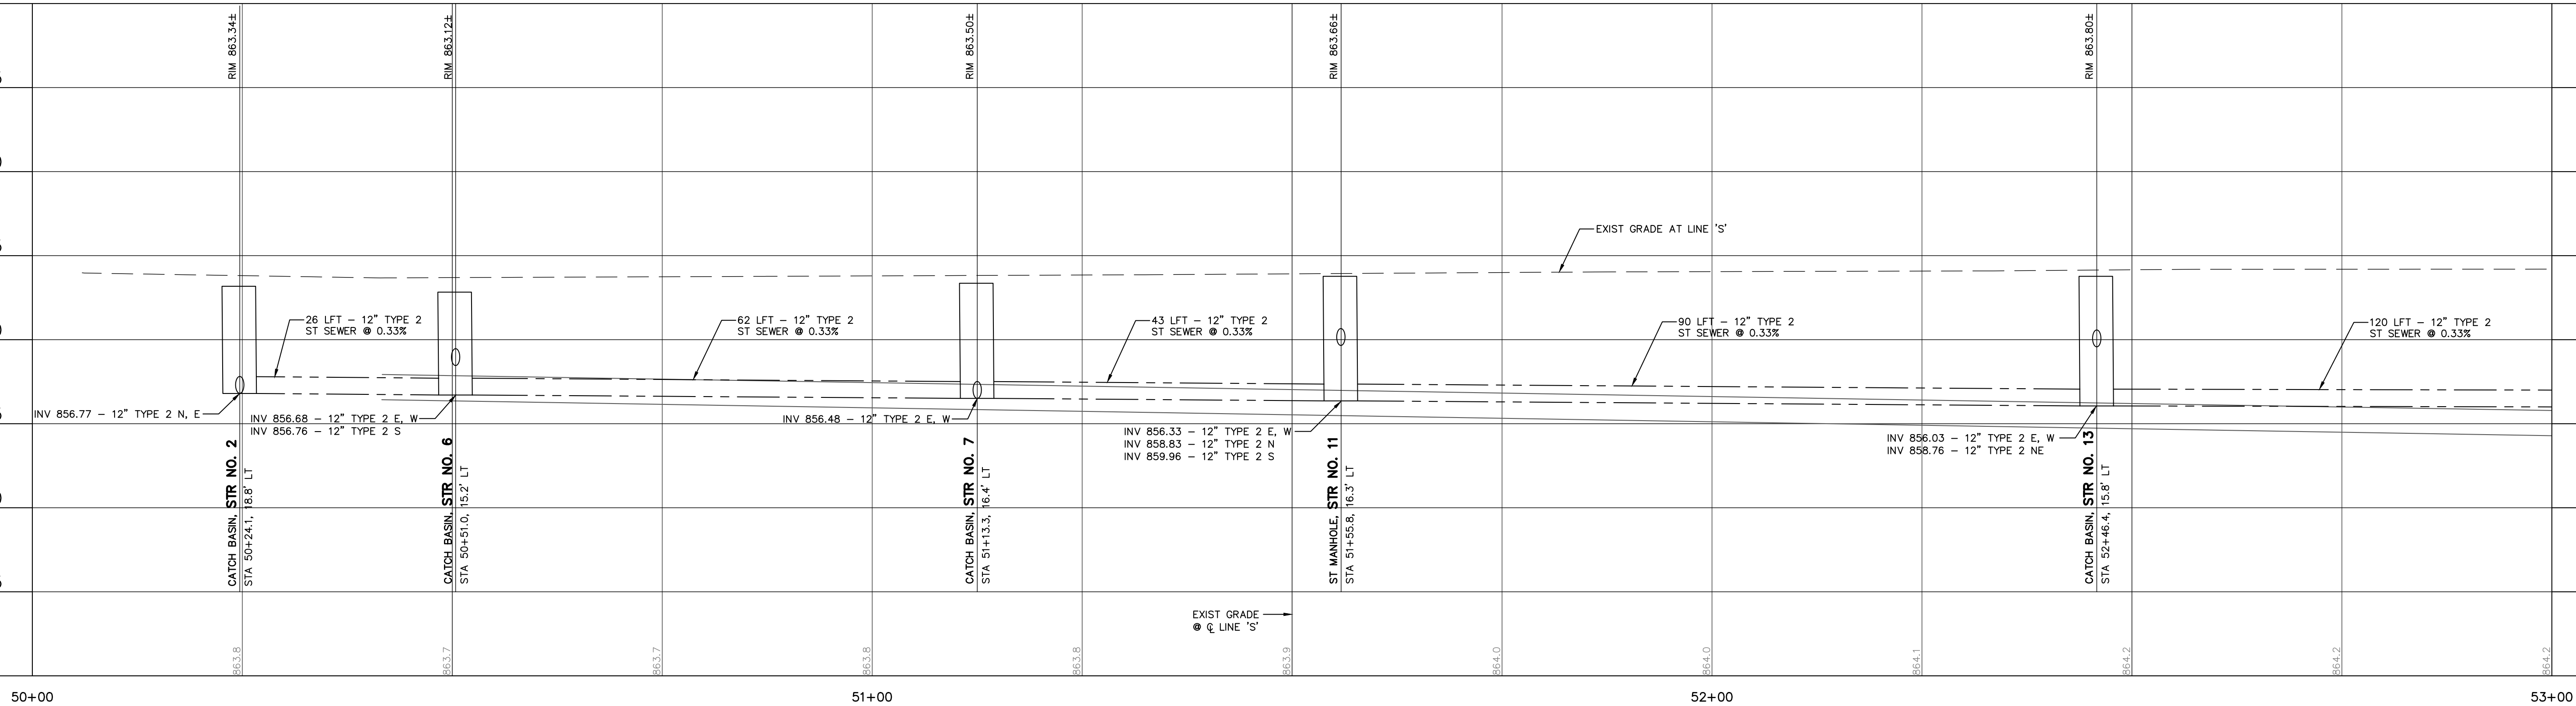 RIM 863.34±
RIM 863.12±
RIM 863.50±
RIM 863.66±
RIM 863.80±
EXIST GRADE AT LINE 'S'
26 LFT – 12" TYPE 2
ST SEWER @ 0.33%
62 LFT – 12" TYPE 2
ST SEWER @ 0.33%
43 LFT – 12" TYPE 2
ST SEWER @ 0.33%
90 LFT – 12" TYPE 2
ST SEWER @ 0.33%
120 LFT – 12" TYPE 2
ST SEWER @ 0.33%
INV 856.77 – 12" TYPE 2 N, E
INV 856.68 – 12" TYPE 2 E, W
INV 856.76 – 12" TYPE 2 S
INV 856.48 – 12" TYPE 2 E, W
INV 856.33 – 12" TYPE 2 E, W
INV 858.83 – 12" TYPE 2 N
INV 859.96 – 12" TYPE 2 S
INV 856.03 – 12" TYPE 2 E, W
INV 858.76 – 12" TYPE 2 NE
CATCH BASIN, STR NO. 2
STA 50+24.1, 18.8' LT
CATCH BASIN, STR NO. 6
STA 50+51.0, 15.2' LT
CATCH BASIN, STR NO. 7
STA 51+13.3, 16.4' LT
ST MANHOLE, STR NO. 11
STA 51+55.8, 16.3' LT
CATCH BASIN, STR NO. 13
STA 52+46.4, 15.8' LT
EXIST GRADE
@ ℄ LINE 'S'
863.8
863.7
863.7
863.8
863.8
863.9
864.0
864.0
864.1
864.2
864.2
864.2
50+00
51+00
52+00
53+00